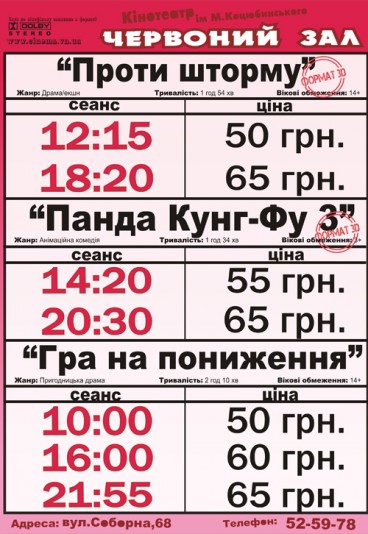 Кінотеатр ім М.Коцюбинського
DOLBY
STEREO
www.cinema.vn.ua
ЧЕРВОНИЙ ЗАЛ
“Проти шторму”
ФОРМАТ 3D
Жанр: Драма/екшн Тривалість: 1 год 54 хв Вікові обмеження: 14+
сеанс ціна
12:15 50 грн.
18:20 65 грн.
“Панда Кунг-Фу 3”
ФОРМАТ 3D
Жанр: Анімаційна комедія Тривалість: 1 год 34 хв Вікові обмеження:
сеанс ціна
14:20 55 грн.
20:30 65 грн.
“Гра на пониження”
Жанр: Пригодницька драма Тривалість: 2 год 10 хв Вікові обмеження: 14+
сеанс ціна
10:00 50 грн.
16:00 60 грн.
21:55 65 грн.
Адреса: вул.Соборна,68 Телефон: 52-59-78